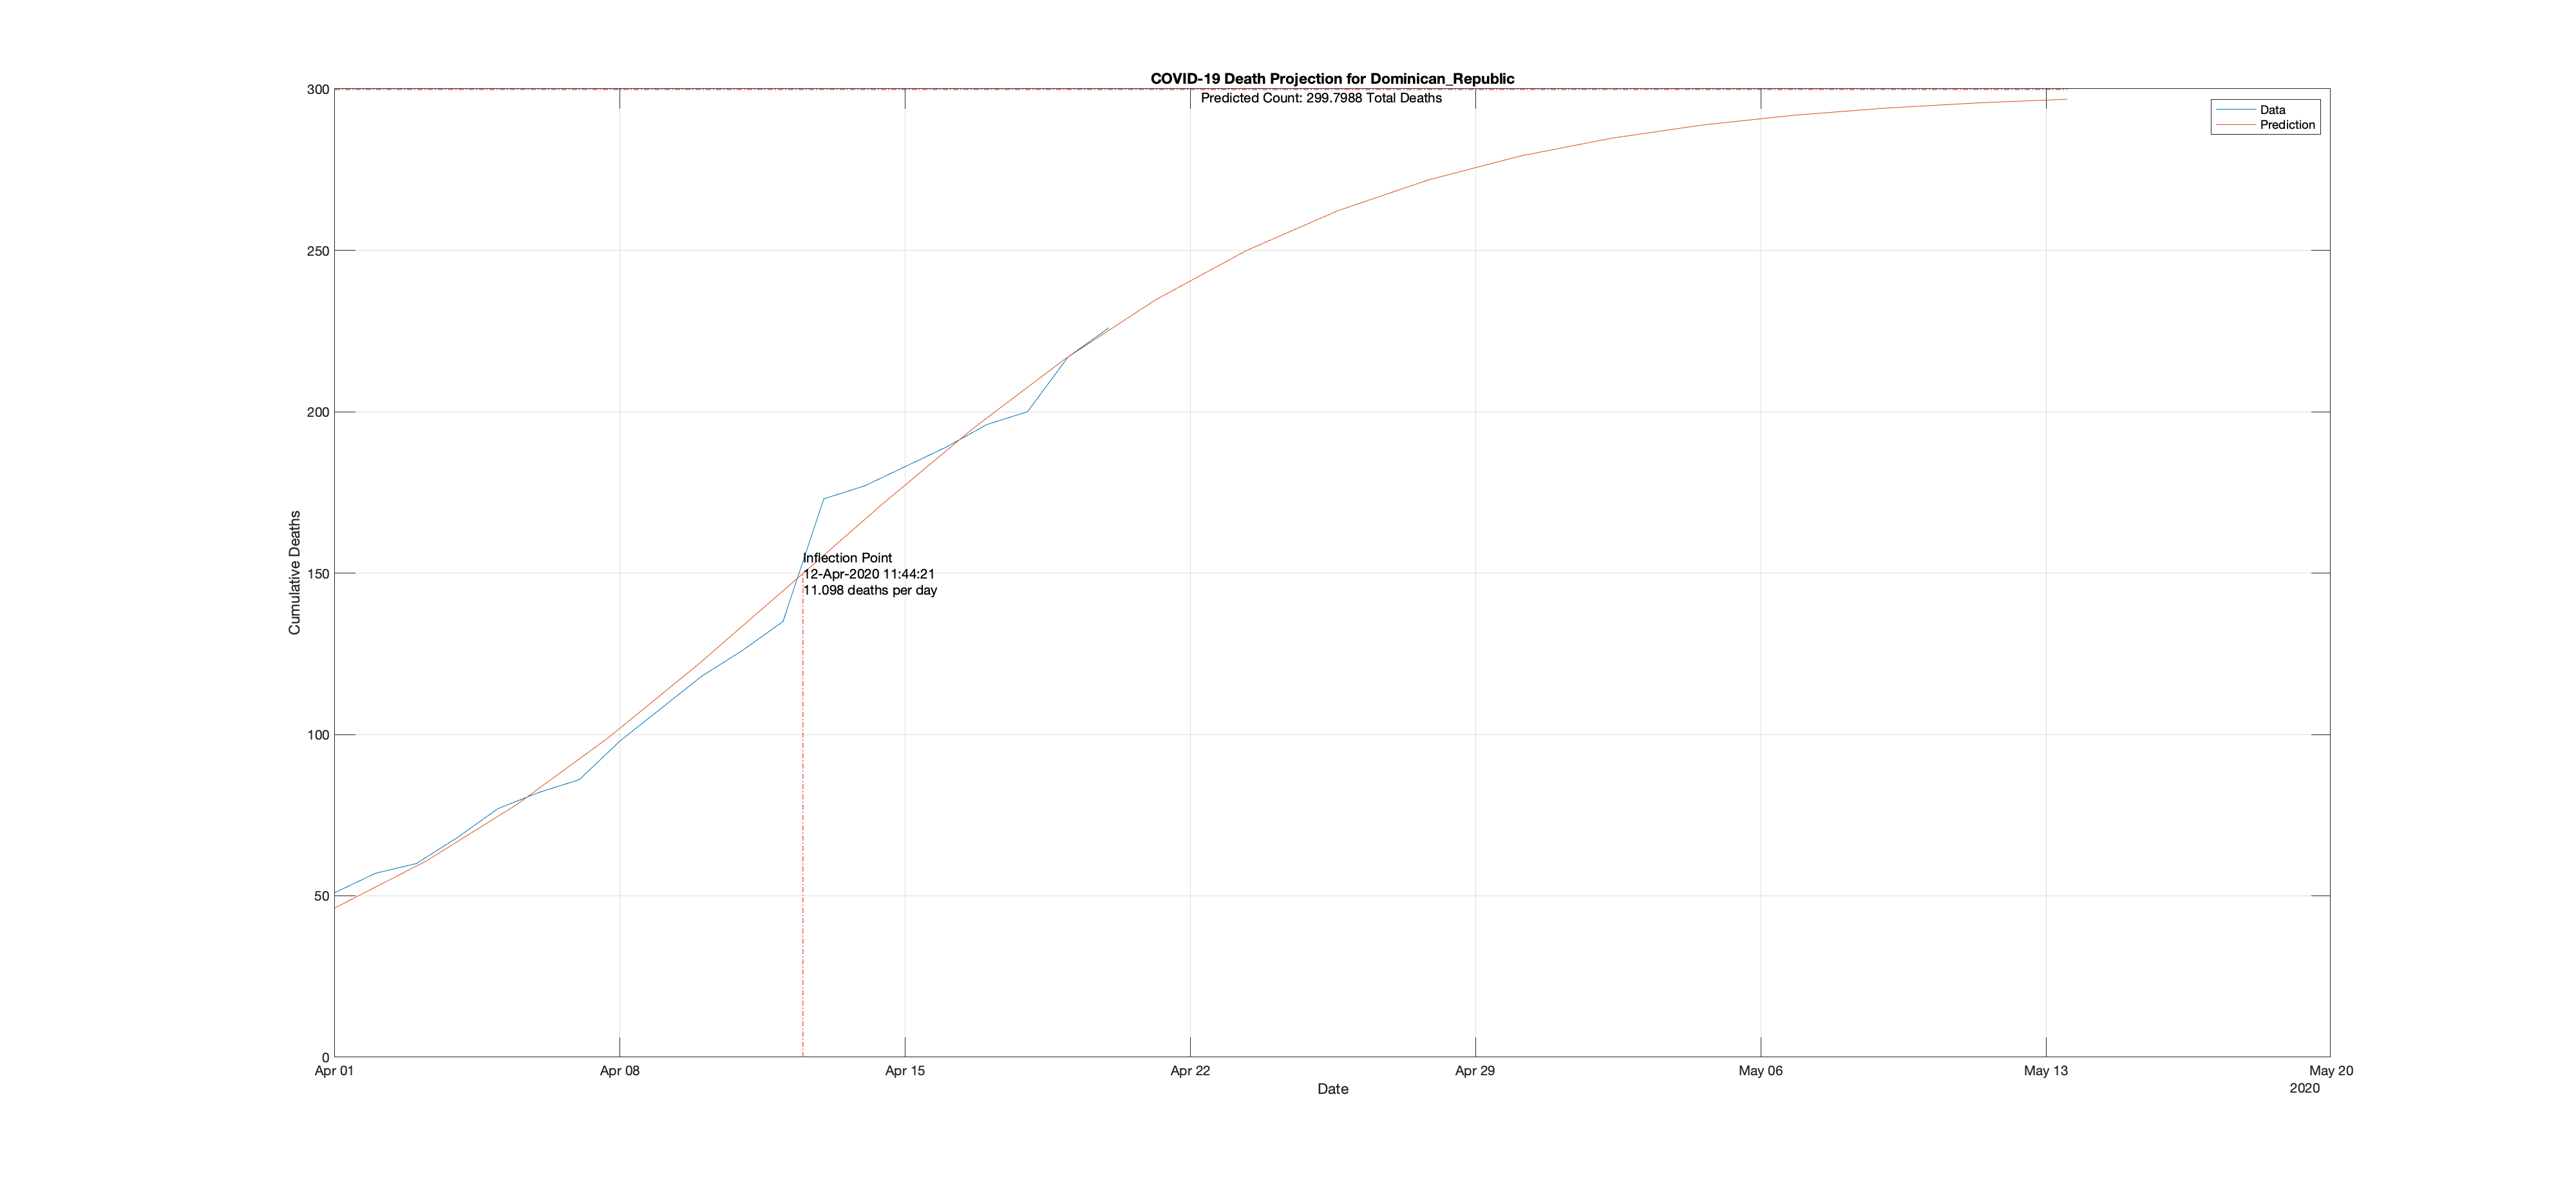 COVID-19 Death Projection for Dominican_Republic
300
Predicted Count: 299.7988 Total Deaths
Data
Prediction
250
200
150
100
50
0
Cumulative Deaths
Inflection Point
12-Apr-2020 11:44:21
11.098 deaths per day
Apr 01
Apr 08
Apr 15
Apr 22
Apr 29
May 06
May 13
May 20
Date
2020